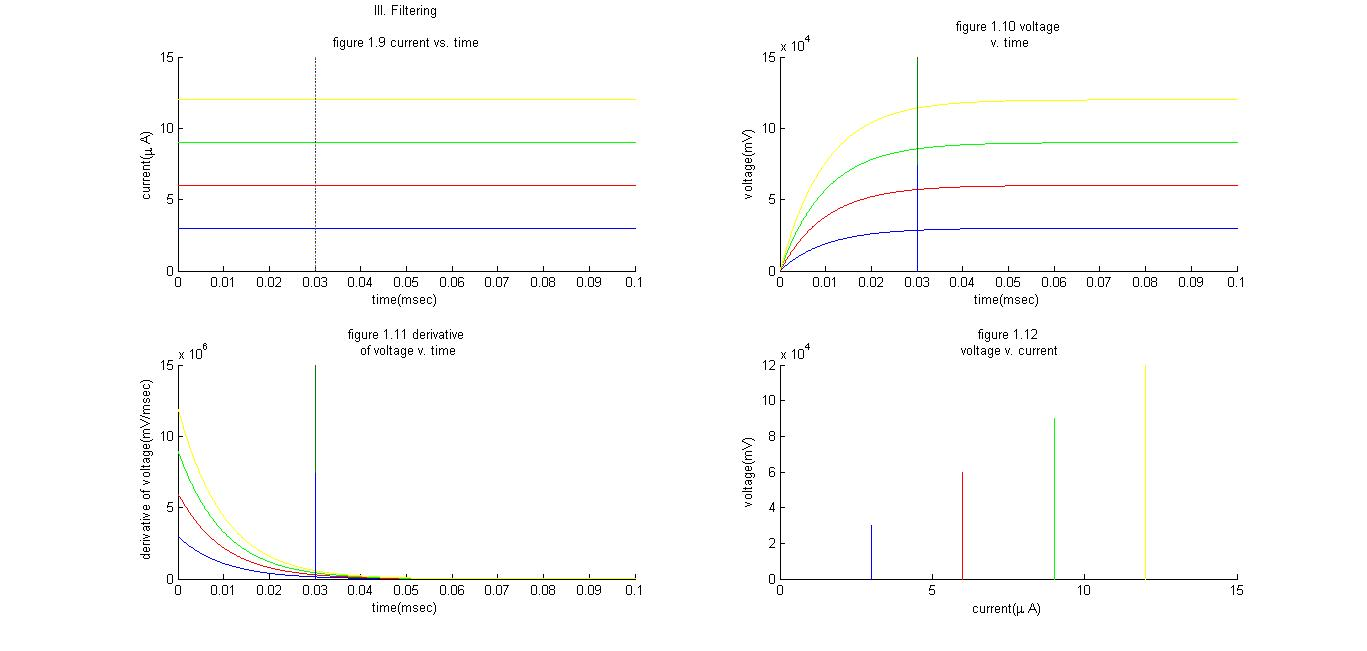 III. Filtering
figure 1.9 current vs. time
15
10
5
0
current(μ A)
0 0.01 0.02 0.03 0.04 0.05 0.06 0.07 0.08 0.09 0.1
time(msec)
figure 1.10 voltage
v. time
x 10^4
15
10
5
0
voltage(mV)
0 0.01 0.02 0.03 0.04 0.05 0.06 0.07 0.08 0.09 0.1
time(msec)
figure 1.11 derivative
of voltage v. time
x 10^6
15
10
5
0
derivative of voltage(mV/msec)
0 0.01 0.02 0.03 0.04 0.05 0.06 0.07 0.08 0.09 0.1
time(msec)
figure 1.12
voltage v. current
x 10^4
12
10
8
6
4
2
0
voltage(mV)
0 5 10 15
current(μ A)